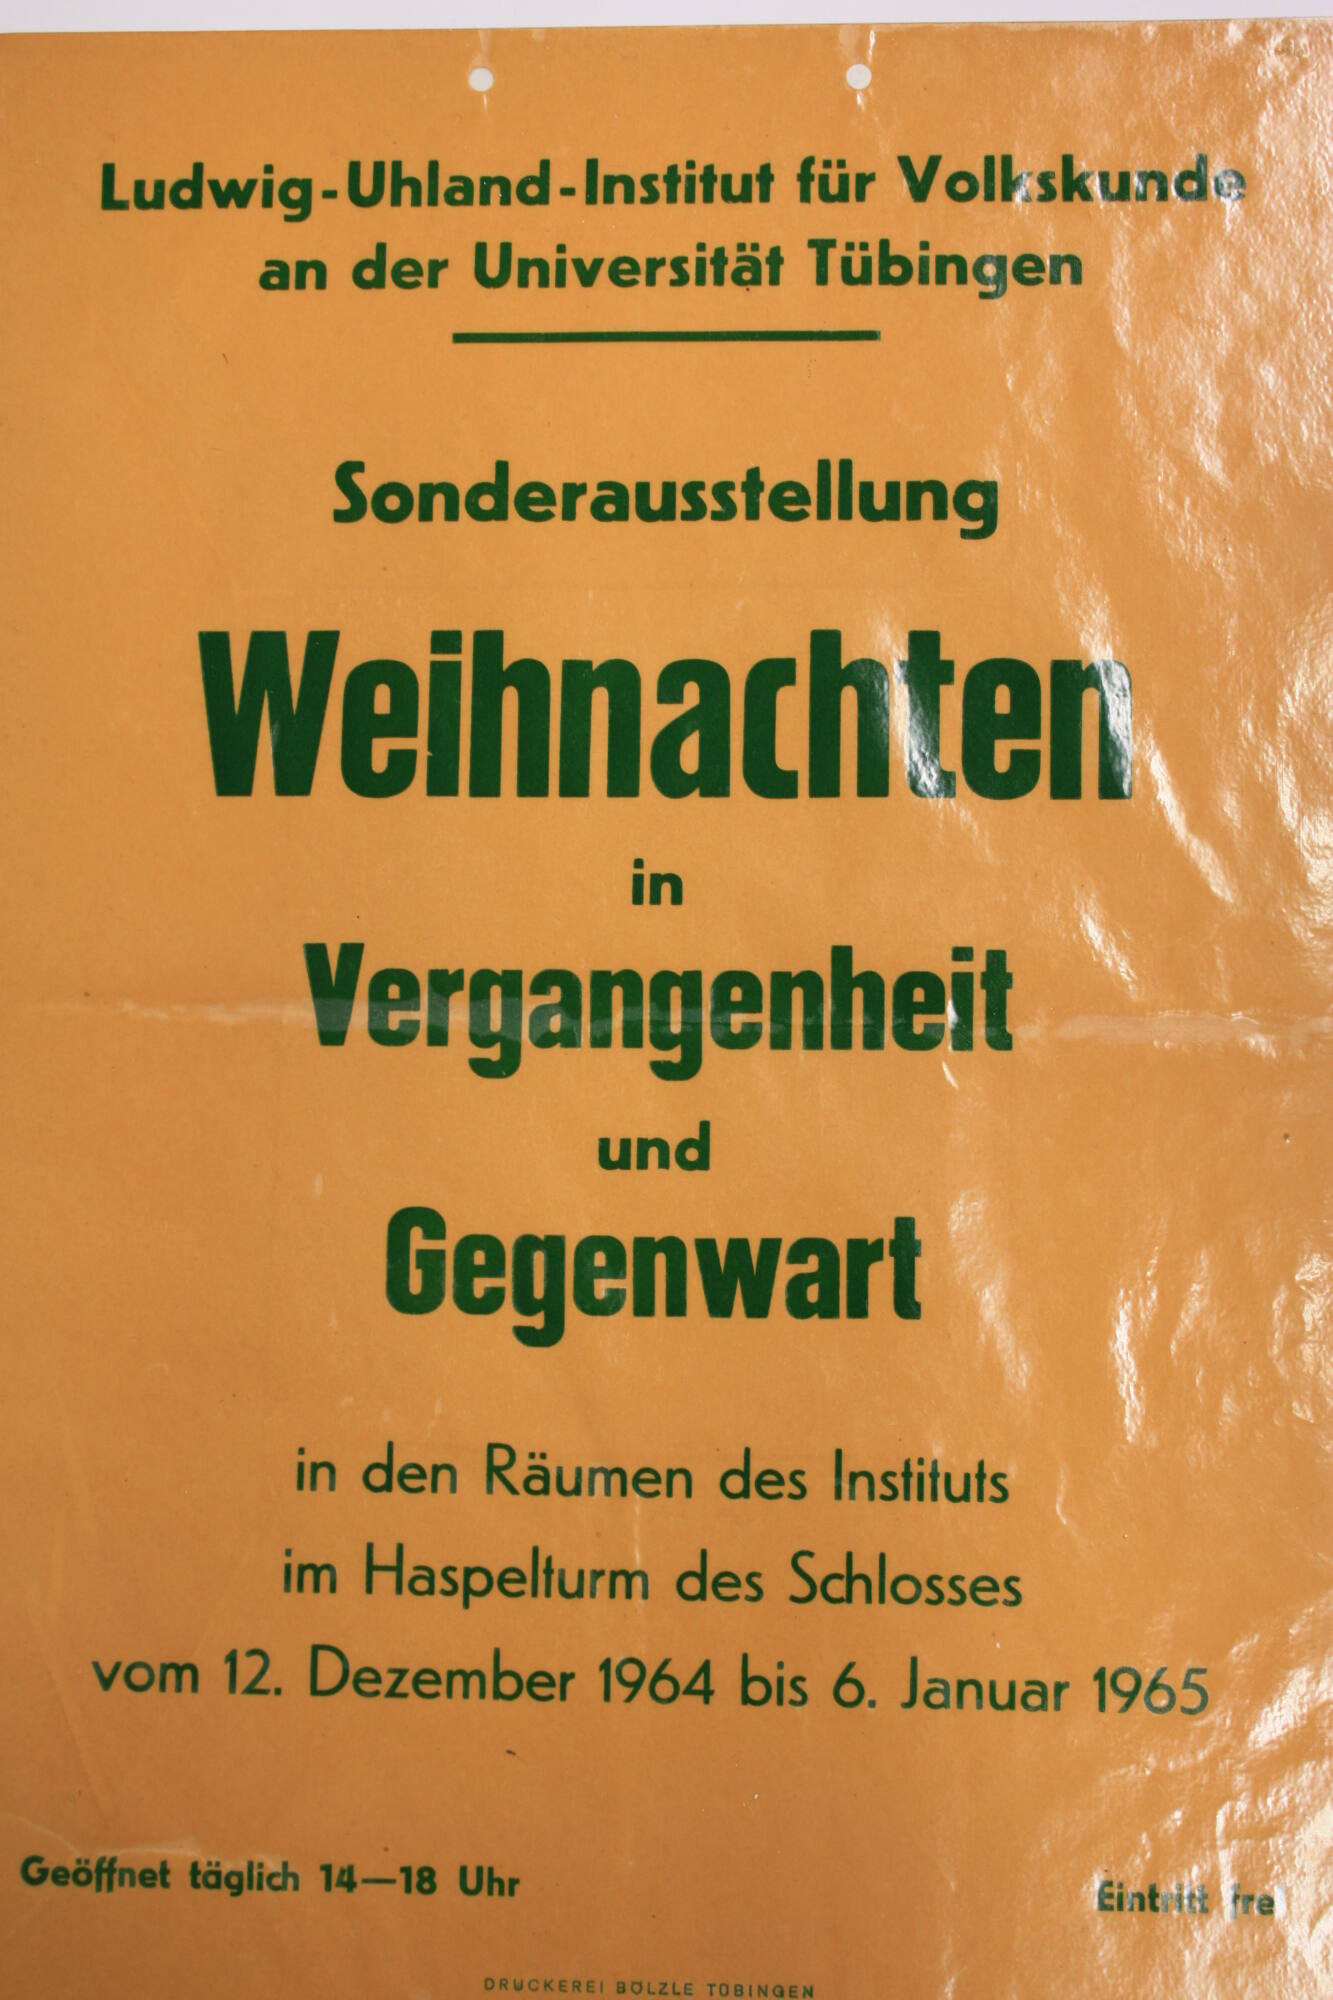 Ludwig-Uhland-Institut für Volkskunde
an der Universität Tübingen
Sonderausstellung
Weihnachten
in
Vergangenheit
und
Gegenwart
in den Räumen des Instituts
im Haspelturm des Schlosses
vom 12. Dezember 1964 bis 6. Januar 1965
Geöffnet täglich 14—18 Uhr
Eintritt frei
DRUCKEREI BÖLZLE TÜBINGEN